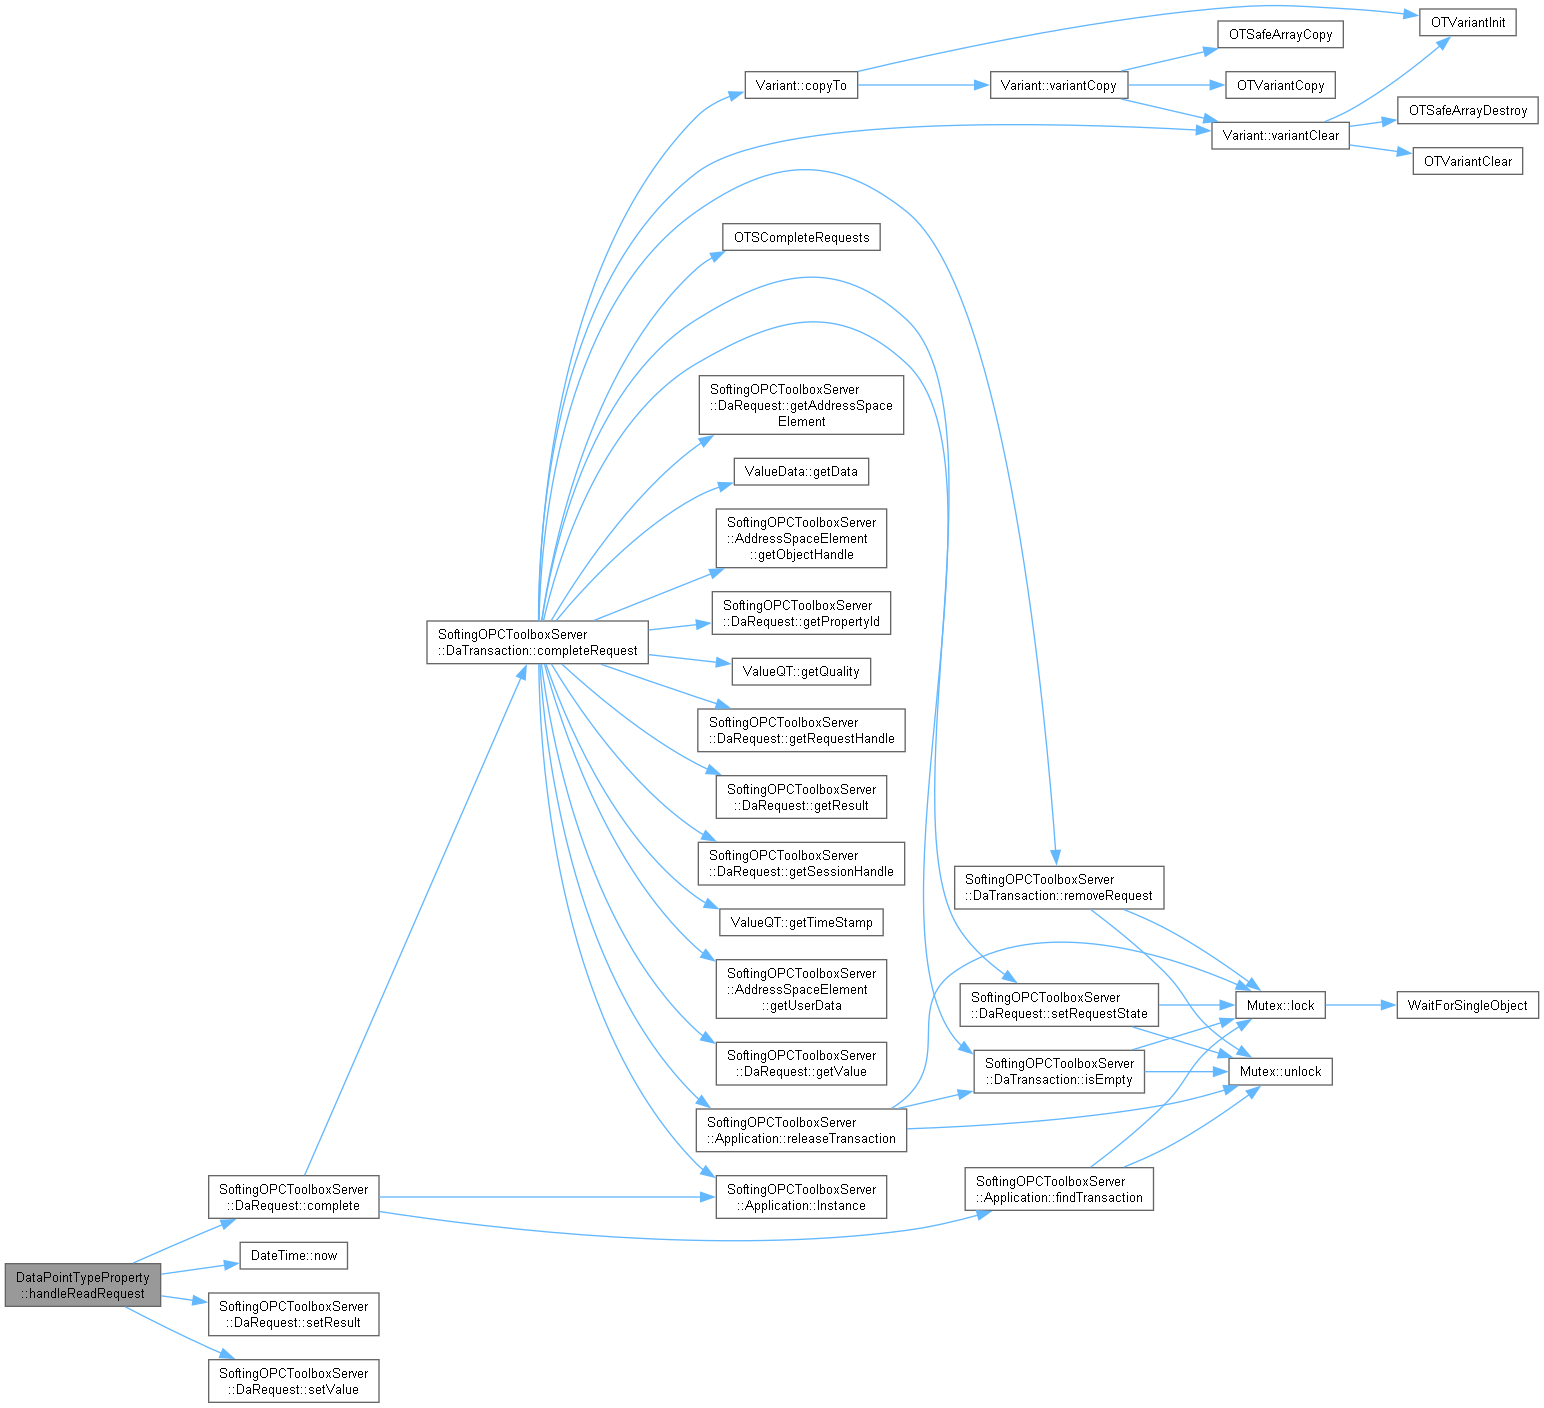 OTVariantInit
OTSafeArrayCopy
Variant::copyTo
Variant::variantCopy
OTVariantCopy
OTSafeArrayDestroy
Variant::variantClear
OTVariantClear
OTSCompleteRequests
SoftingOPCToolboxServer
::DaRequest::getAddressSpace
Element
ValueData::getData
SoftingOPCToolboxServer
::AddressSpaceElement
::getObjectHandle
SoftingOPCToolboxServer
::DaRequest::getPropertyId
SoftingOPCToolboxServer
::DaTransaction::completeRequest
ValueQT::getQuality
SoftingOPCToolboxServer
::DaRequest::getRequestHandle
SoftingOPCToolboxServer
::DaRequest::getResult
SoftingOPCToolboxServer
::DaRequest::getSessionHandle
SoftingOPCToolboxServer
::DaTransaction::removeRequest
ValueQT::getTimeStamp
SoftingOPCToolboxServer
::AddressSpaceElement
::getUserData
SoftingOPCToolboxServer
::DaRequest::setRequestState
Mutex::lock
WaitForSingleObject
SoftingOPCToolboxServer
::DaRequest::getValue
SoftingOPCToolboxServer
::DaTransaction::isEmpty
Mutex::unlock
SoftingOPCToolboxServer
::Application::releaseTransaction
SoftingOPCToolboxServer
::DaRequest::complete
SoftingOPCToolboxServer
::Application::Instance
SoftingOPCToolboxServer
::Application::findTransaction
DateTime::now
DataPointTypeProperty
::handleReadRequest
SoftingOPCToolboxServer
::DaRequest::setResult
SoftingOPCToolboxServer
::DaRequest::setValue